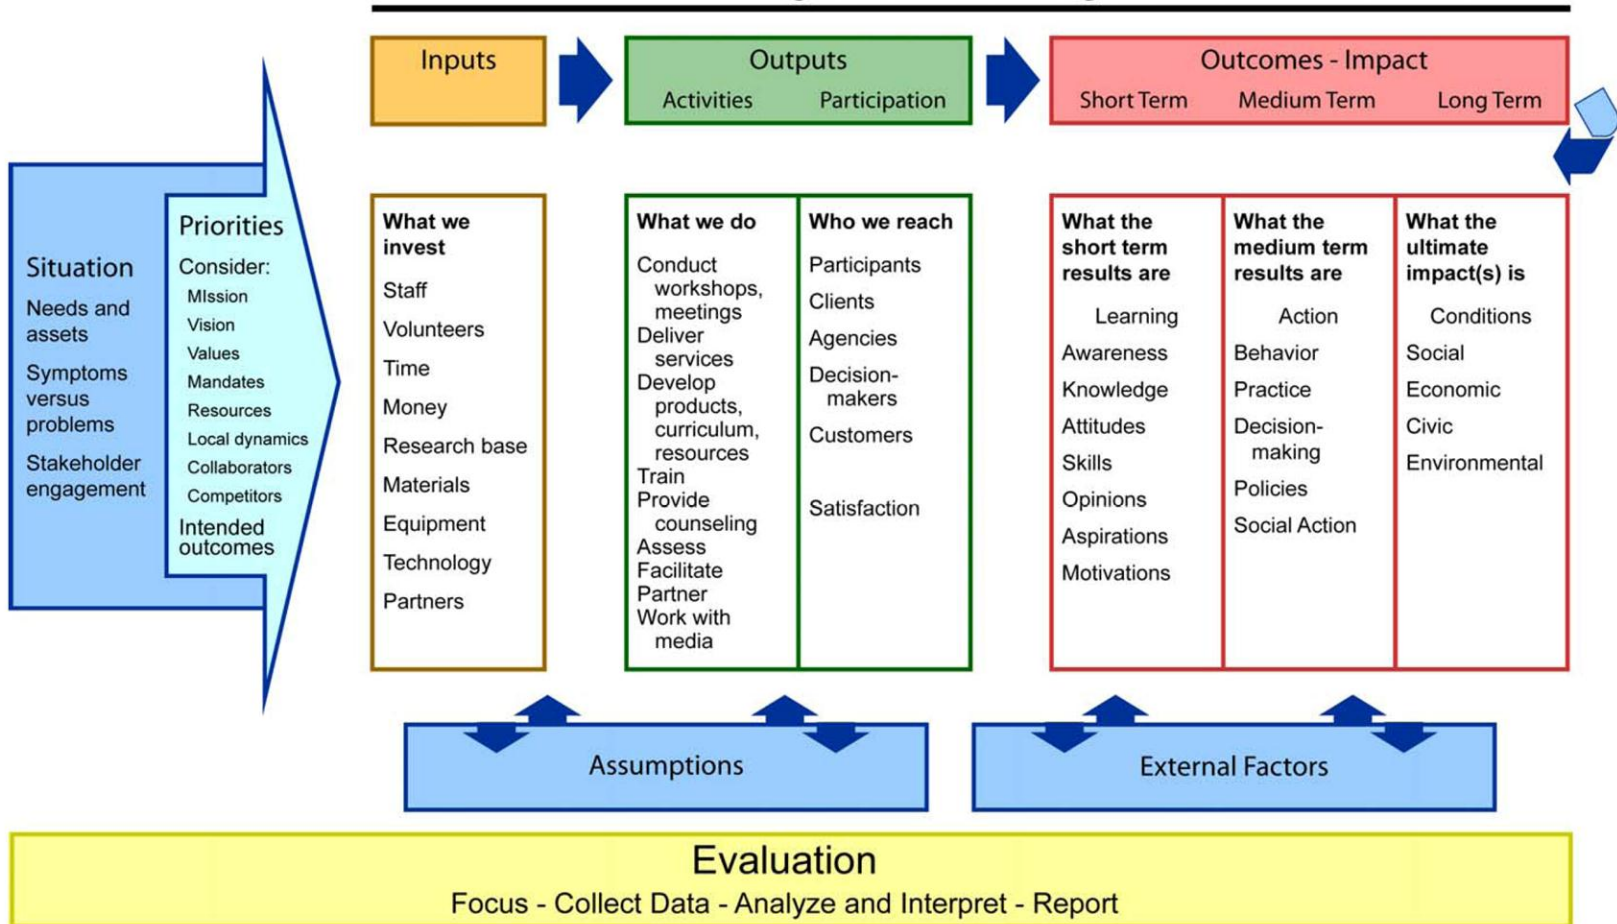 Inputs
Outputs
Activities Participation
Outcomes - Impact
Short Term Medium Term Long Term
Situation
Needs and
assets
Symptoms
versus
problems
Stakeholder
engagement
Priorities
Consider:
MIssion
Vision
Values
Mandates
Resources
Local dynamics
Collaborators
Competitors
Intended
outcomes
What we
invest
Staff
Volunteers
Time
Money
Research base
Materials
Equipment
Technology
Partners
What we do
Conduct
workshops,
meetings
Deliver
services
Develop
products,
curriculum,
resources
Train
Provide
counseling
Assess
Facilitate
Partner
Work with
media
Who we reach
Participants
Clients
Agencies
Decision-
makers
Customers
Satisfaction
What the
short term
results are
Learning
Awareness
Knowledge
Attitudes
Skills
Opinions
Aspirations
Motivations
What the
medium term
results are
Action
Behavior
Practice
Decision-
making
Policies
Social Action
What the
ultimate
impact(s) is
Conditions
Social
Economic
Civic
Environmental
Assumptions
External Factors
Evaluation
Focus - Collect Data - Analyze and Interpret - Report